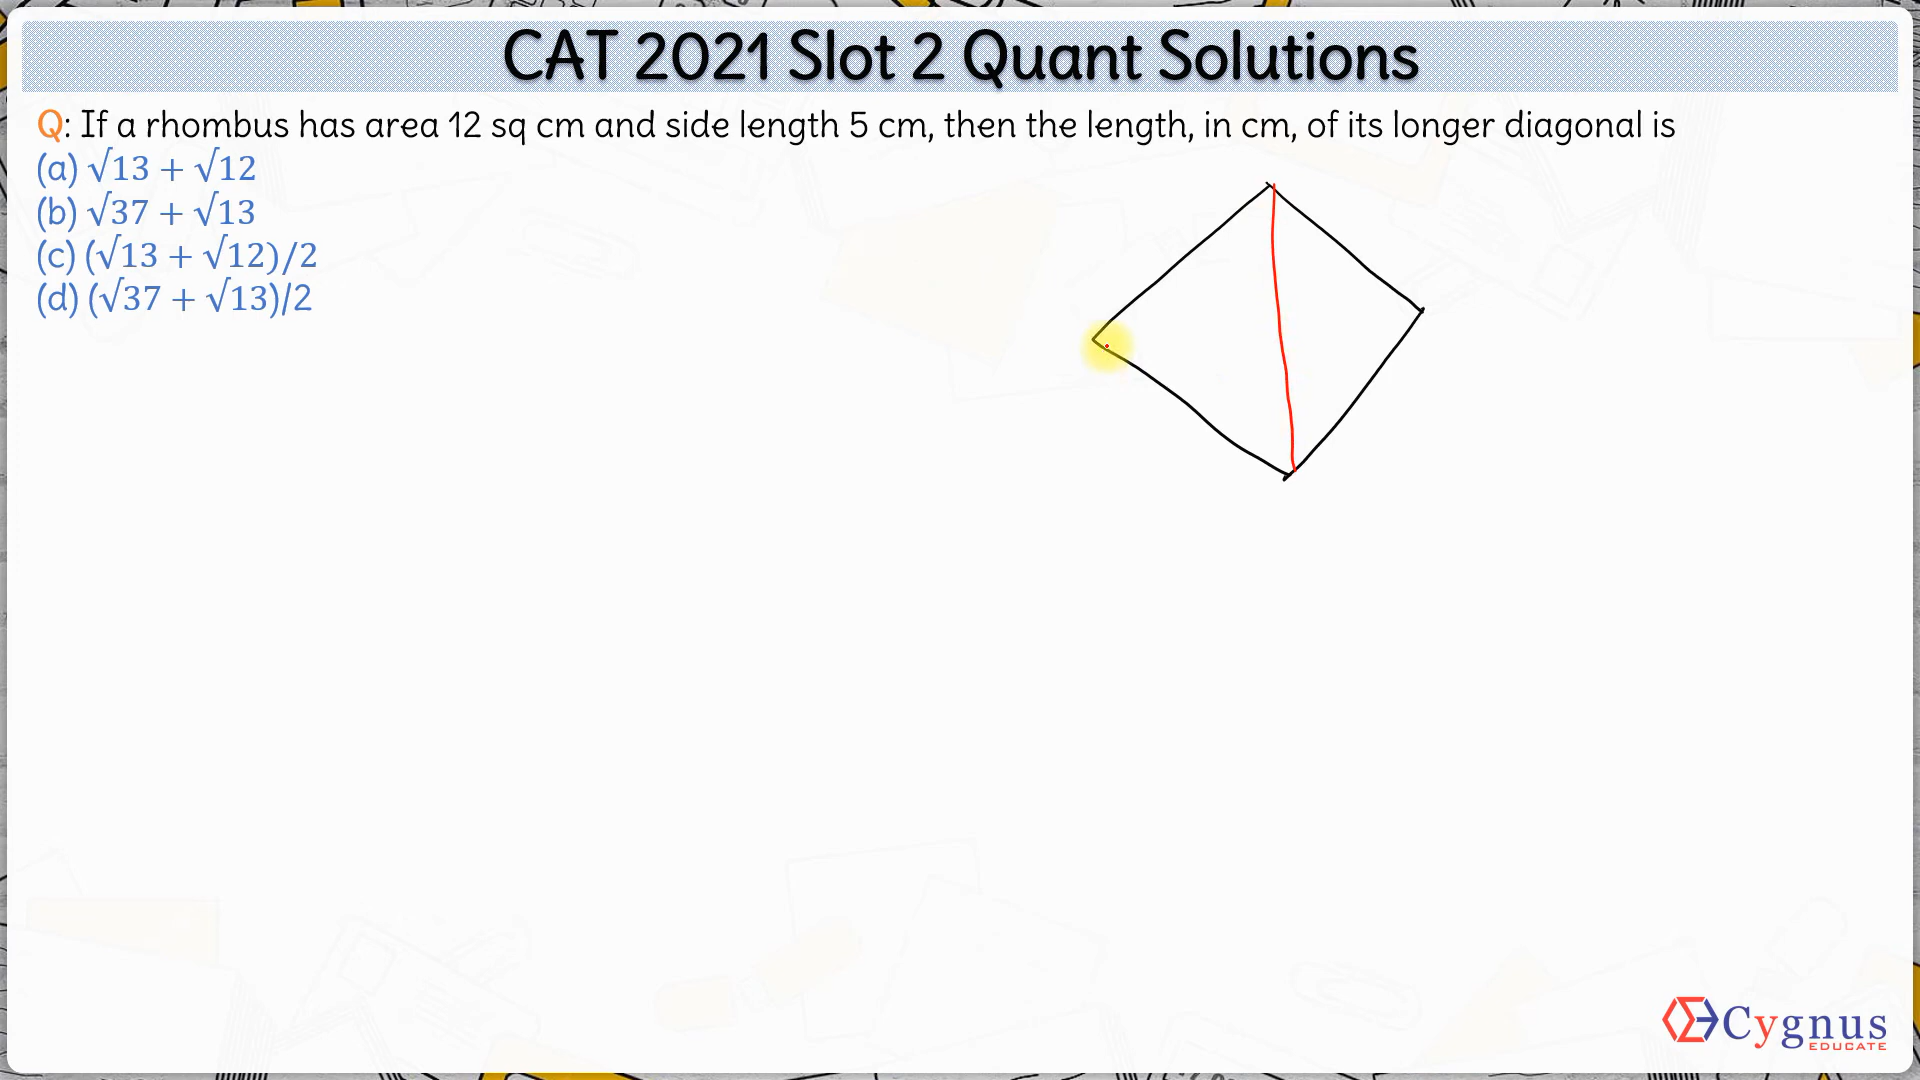 CAT 2021 Slot 2 Quant Solutions
Q: If a rhombus has area 12 sq cm and side length 5 cm, then the length, in cm, of its longer diagonal is
(a) √13 + √12
(b) √37 + √13
(c) (√13 + √12)/2
(d) (√37 + √13)/2
Cygnus
EDUCATE